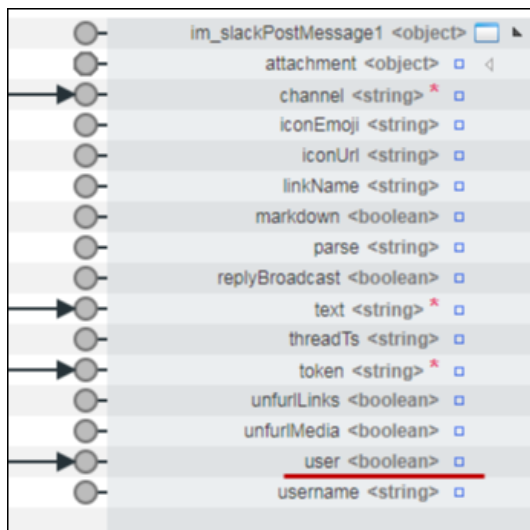 im_slackPostMessage1 <object>
attachment <object>
channel <string> *
iconEmoji <string>
iconUrl <string>
linkName <string>
markdown <boolean>
parse <string>
replyBroadcast <boolean>
text <string> *
threadTs <string>
token <string> *
unfurlLinks <boolean>
unfurlMedia <boolean>
user <boolean>
username <string>